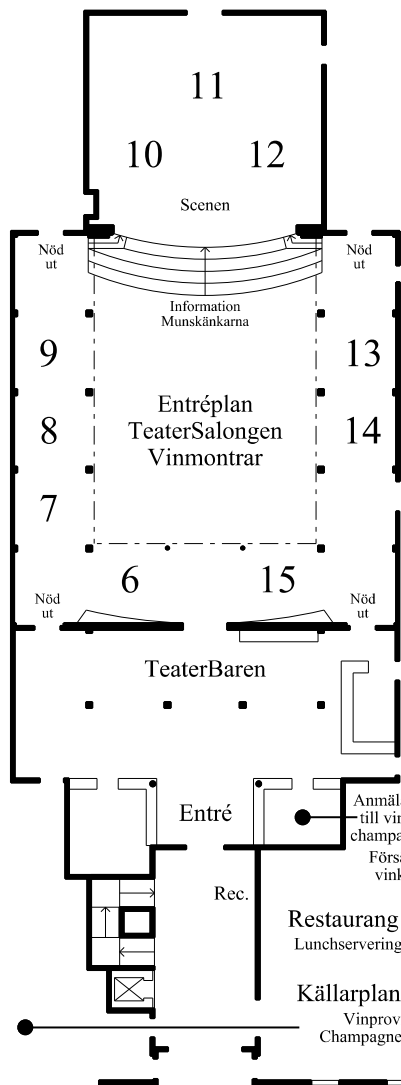 11
10
12
Scenen
Nöd
ut
Nöd
ut
Information
Munskänkarna
9
13
Entréplan
TeaterSalongen
Vinmontrar
8
14
7
6
15
Nöd
ut
Nöd
ut
TeaterBaren
Entré
till
Rec.
Restaurang
Lunchservering
Källarplan